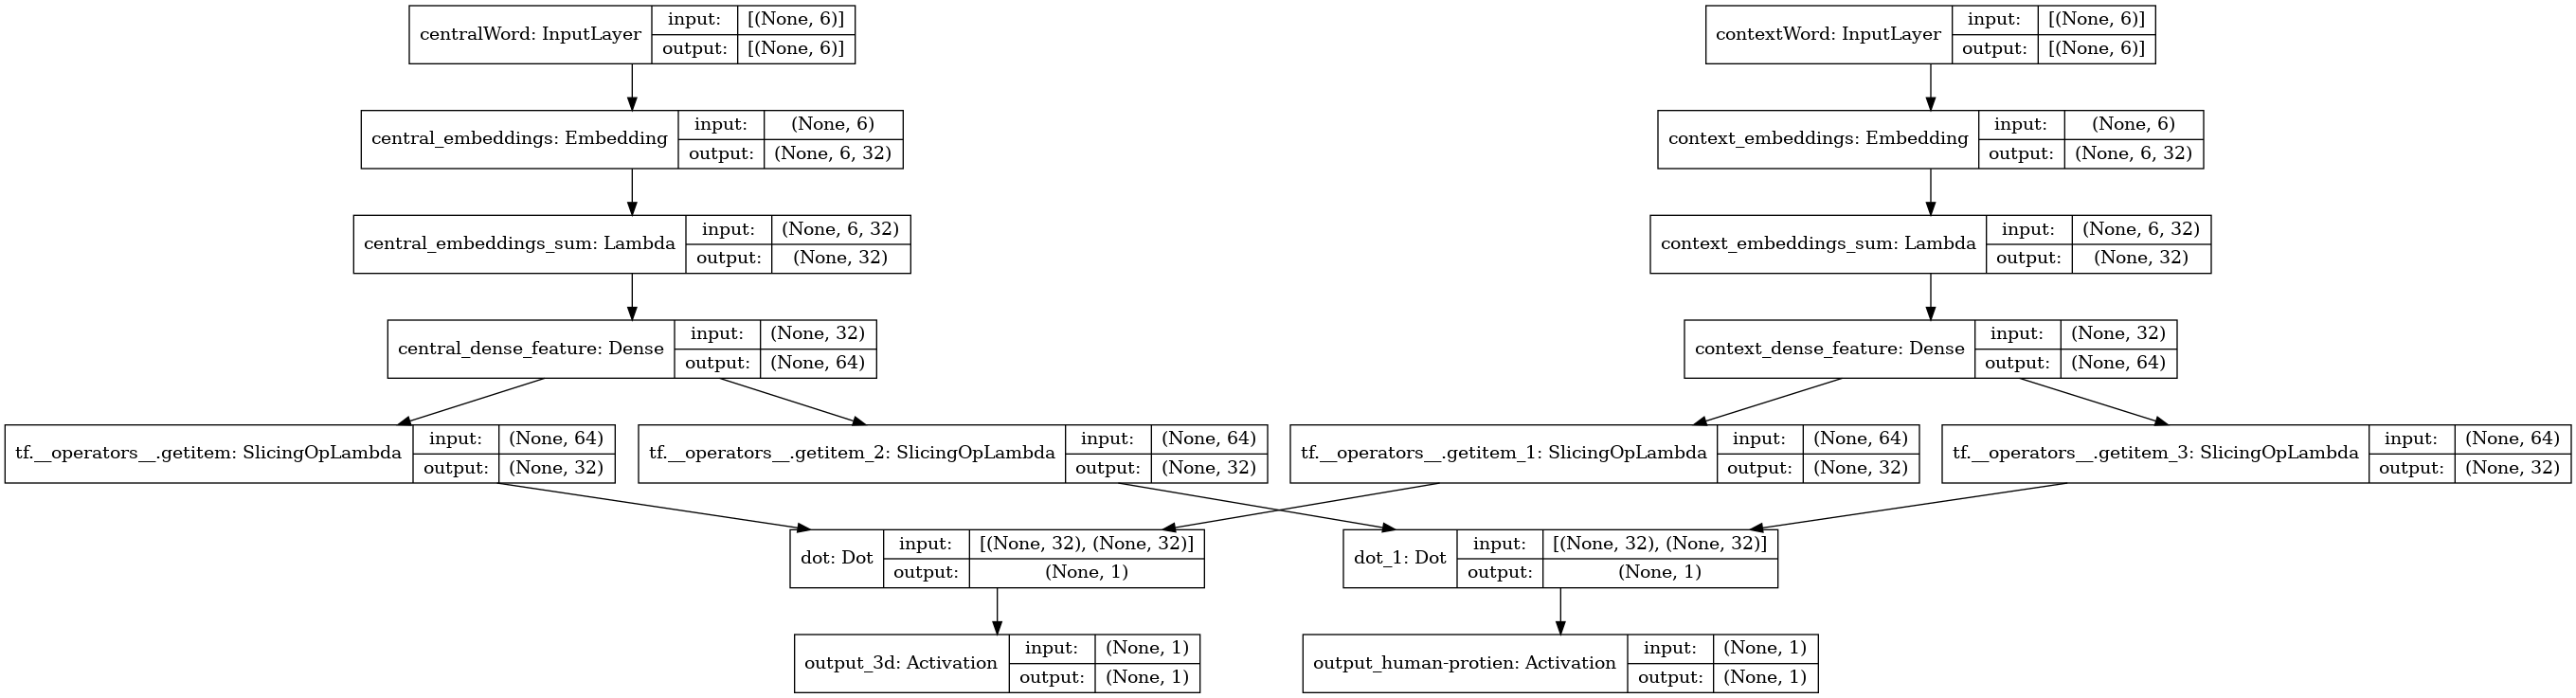 centralWord: InputLayer input: [(None, 6)]
output: [(None, 6)]
contextWord: InputLayer input: [(None, 6)]
output: [(None, 6)]
central_embeddings: Embedding input: (None, 6)
output: (None, 6, 32)
context_embeddings: Embedding input: (None, 6)
output: (None, 6, 32)
central_embeddings_sum: Lambda input: (None, 6, 32)
output: (None, 32)
context_embeddings_sum: Lambda input: (None, 6, 32)
output: (None, 32)
central_dense_feature: Dense input: (None, 32)
output: (None, 64)
context_dense_feature: Dense input: (None, 32)
output: (None, 64)
tf.__operators__.getitem: SlicingOpLambda input: (None, 64)
output: (None, 32)
tf.__operators__.getitem_2: SlicingOpLambda input: (None, 64)
output: (None, 32)
tf.__operators__.getitem_1: SlicingOpLambda input: (None, 64)
output: (None, 32)
tf.__operators__.getitem_3: SlicingOpLambda input: (None, 64)
output: (None, 32)
dot: Dot input: [(None, 32), (None, 32)]
output: (None, 1)
dot_1: Dot input: [(None, 32), (None, 32)]
output: (None, 1)
output_3d: Activation input: (None, 1)
output: (None, 1)
output_human-protien: Activation input: (None, 1)
output: (None, 1)